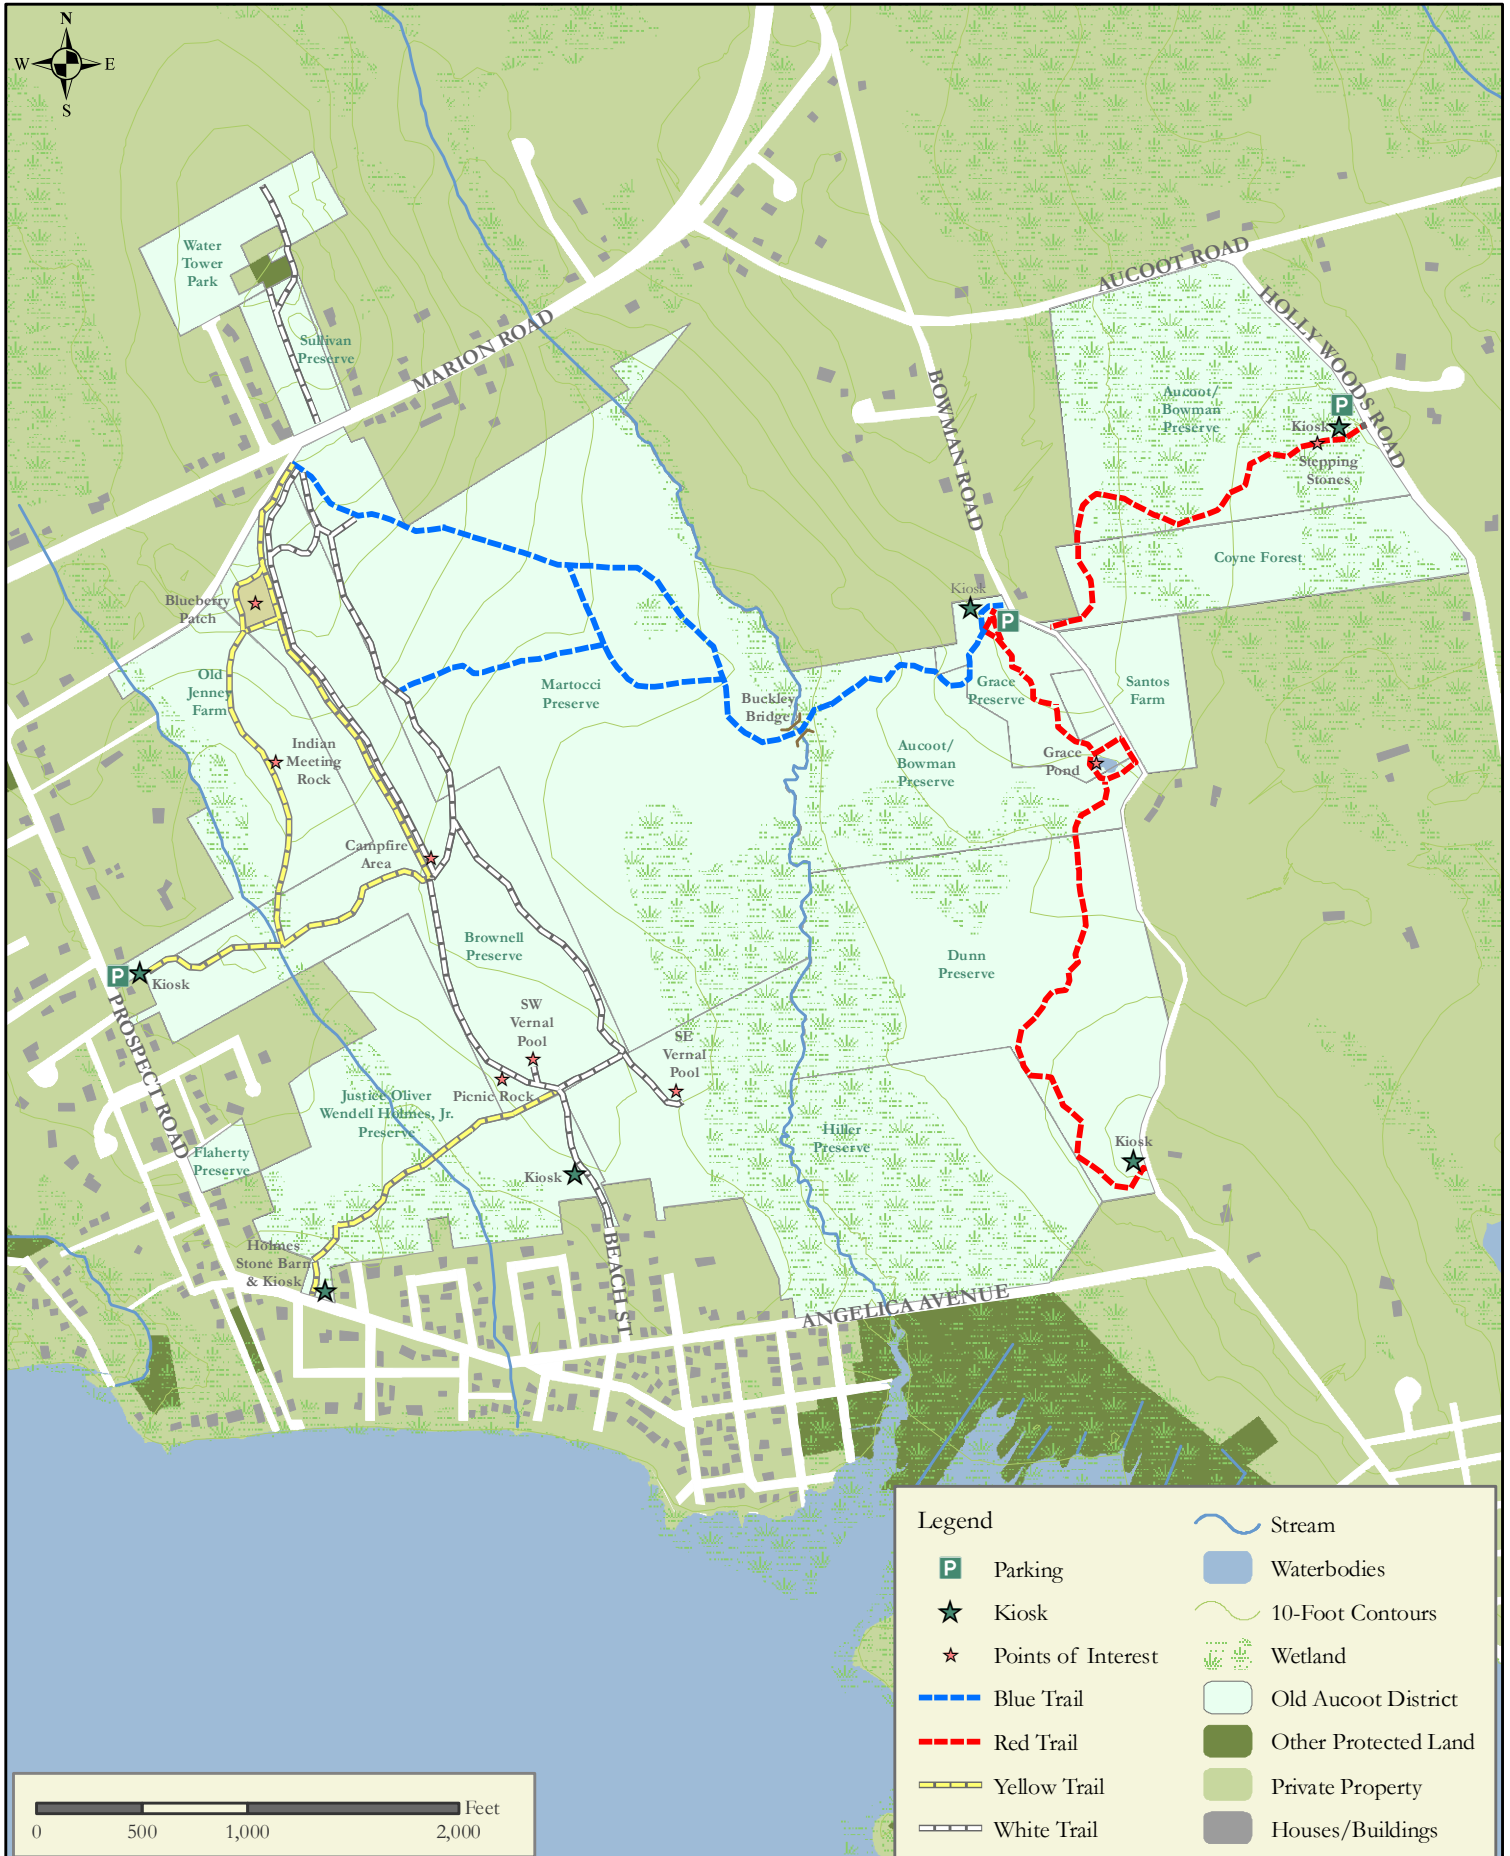 N
W E
S
Water
Tower
Park
Sullivan
Preserve
MARION ROAD
AUCOOT ROAD
HOLLY WOODS ROAD
BOWMAN ROAD
Aucoot/
Bowman
Preserve
P
Kiosk
Stepping
Stones
Coyne Forest
Kiosk
P
Blueberry
Patch
Old
Jenney
Farm
Indian
Meeting
Rock
Martocci
Preserve
Buckley
Bridge
Grace
Preserve
Santos
Farm
Aucoot/
Bowman
Preserve
Grace
Pond
Campfire
Area
Brownell
Preserve
Dunn
Preserve
P
Kiosk
PROSPECT ROAD
SW
Vernal
Pool
SE
Vernal
Pool
Picnic Rock
Justice Oliver
Wendell Holmes, Jr.
Preserve
Flaherty
Preserve
Hiller
Preserve
Kiosk
Kiosk
Holmes
Stone Barn
& Kiosk
BEACH ST
ANGELICA AVENUE
Legend
P Parking
Kiosk
Points of Interest
Blue Trail
Red Trail
Yellow Trail
White Trail
Stream
Waterbodies
10-Foot Contours
Wetland
Old Aucoot District
Other Protected Land
Private Property
Houses/Buildings
Feet
0 500 1,000 2,000